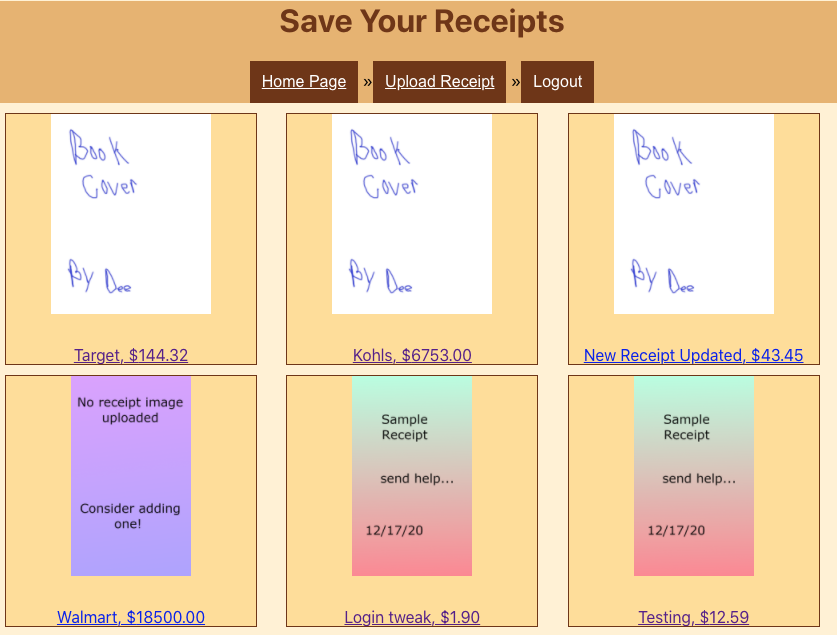 Save Your Receipts
Home Page » Upload Receipt » Logout
Book Book Book
Cover Cover Cover
By Dee By Dee By Dee
Target, $144.32 Kohls, $6753.00 New Receipt Updated, $43.45
No receipt image
uploaded
Consider adding
one!
Sample
Receipt
send help...
12/17/20
Sample
Receipt
send help...
12/17/20
Walmart, $18500.00 Login tweak, $1.90 Testing, $12.59